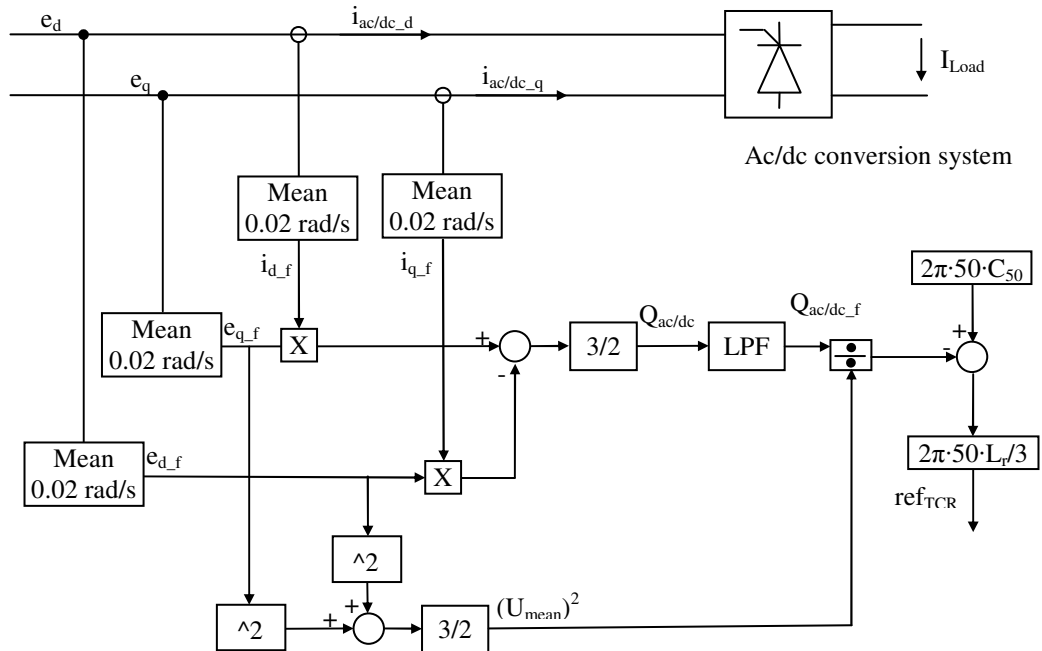 e_d
i_ac/dc_d
e_q
i_ac/dc_q
I_Load
Ac/dc conversion system
Mean
0.02 rad/s
Mean
0.02 rad/s
i_d_f
i_q_f
2π·50·C_50
Mean
0.02 rad/s
e_q_f
X
+
-
3/2
Q_ac/dc
LPF
Q_ac/dc_f
÷
+
-
Mean
0.02 rad/s
e_d_f
X
2π·50·L_r/3
ref_TCR
^2
^2
+
+
3/2
(U_mean)^2